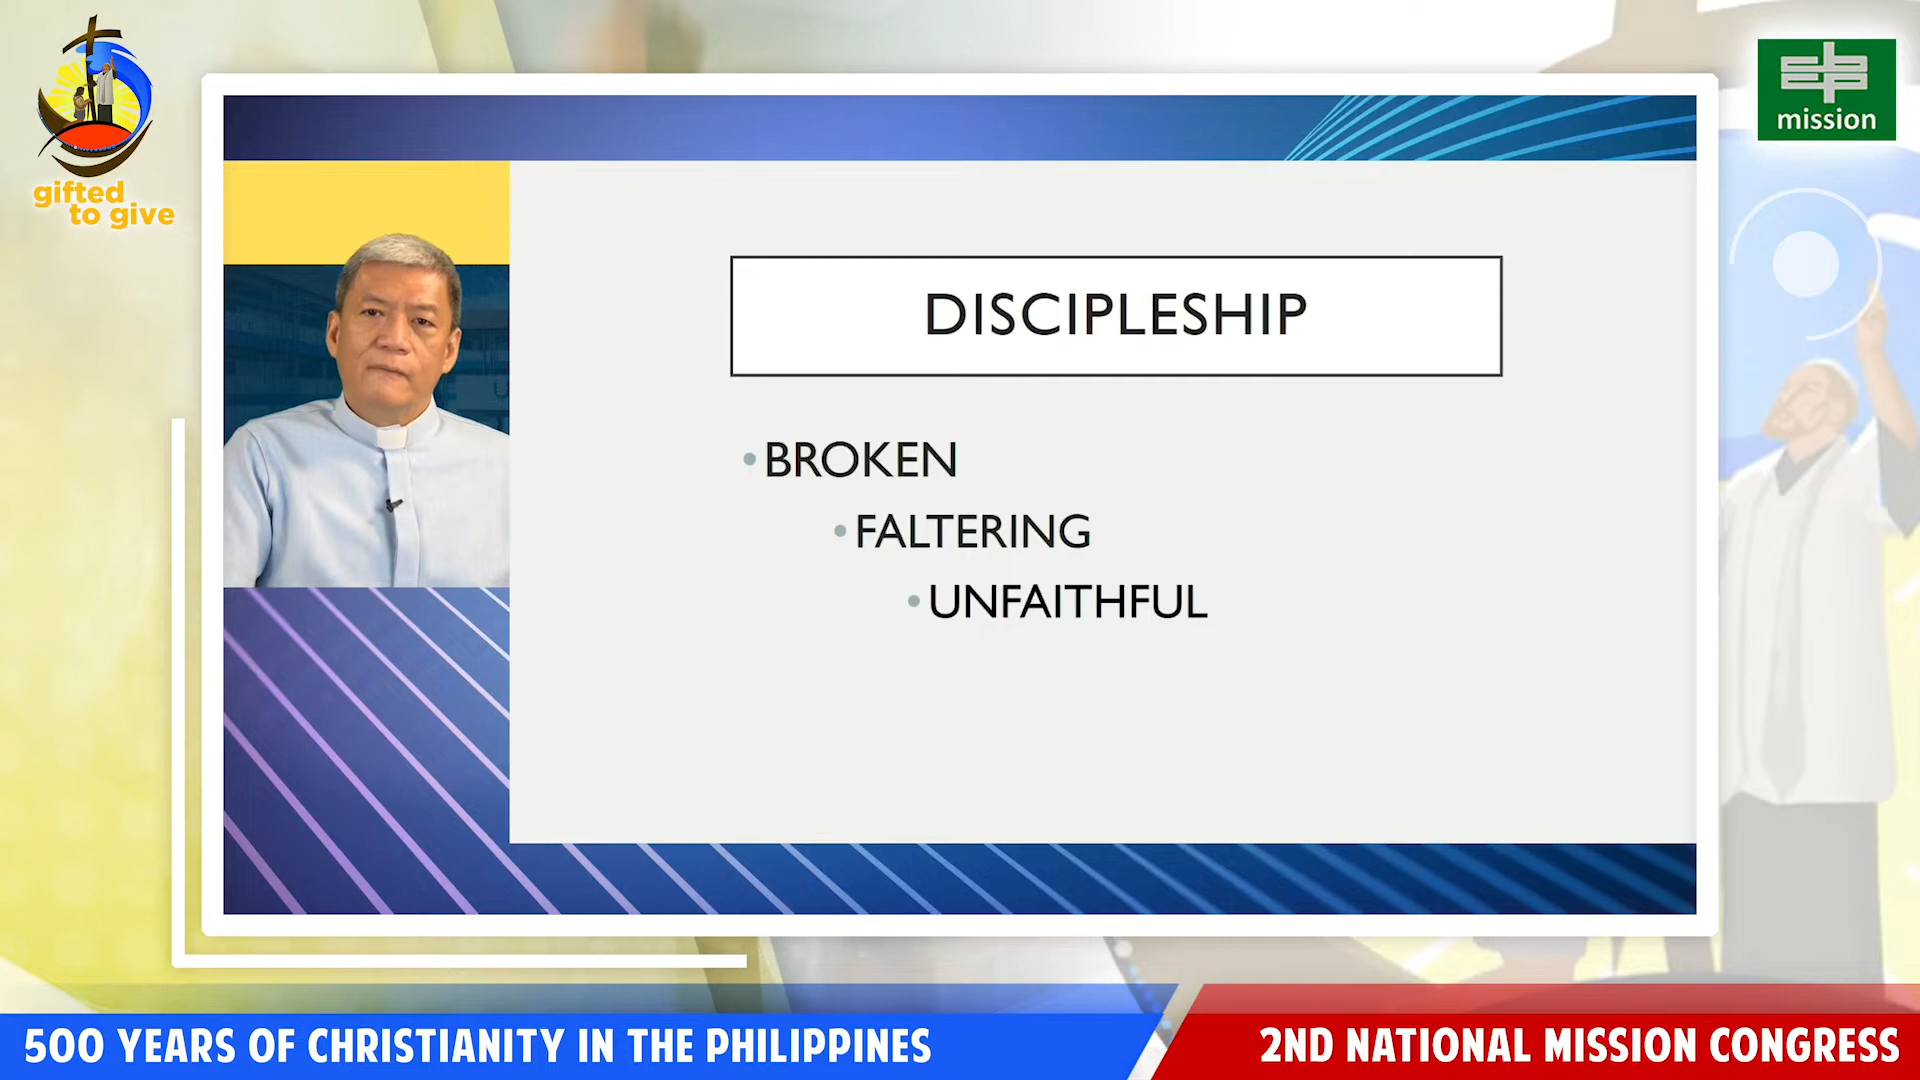 gifted
to give
mission
DISCIPLESHIP
•BROKEN
•FALTERING
•UNFAITHFUL
500 YEARS OF CHRISTIANITY IN THE PHILIPPINES
2ND NATIONAL MISSION CONGRESS